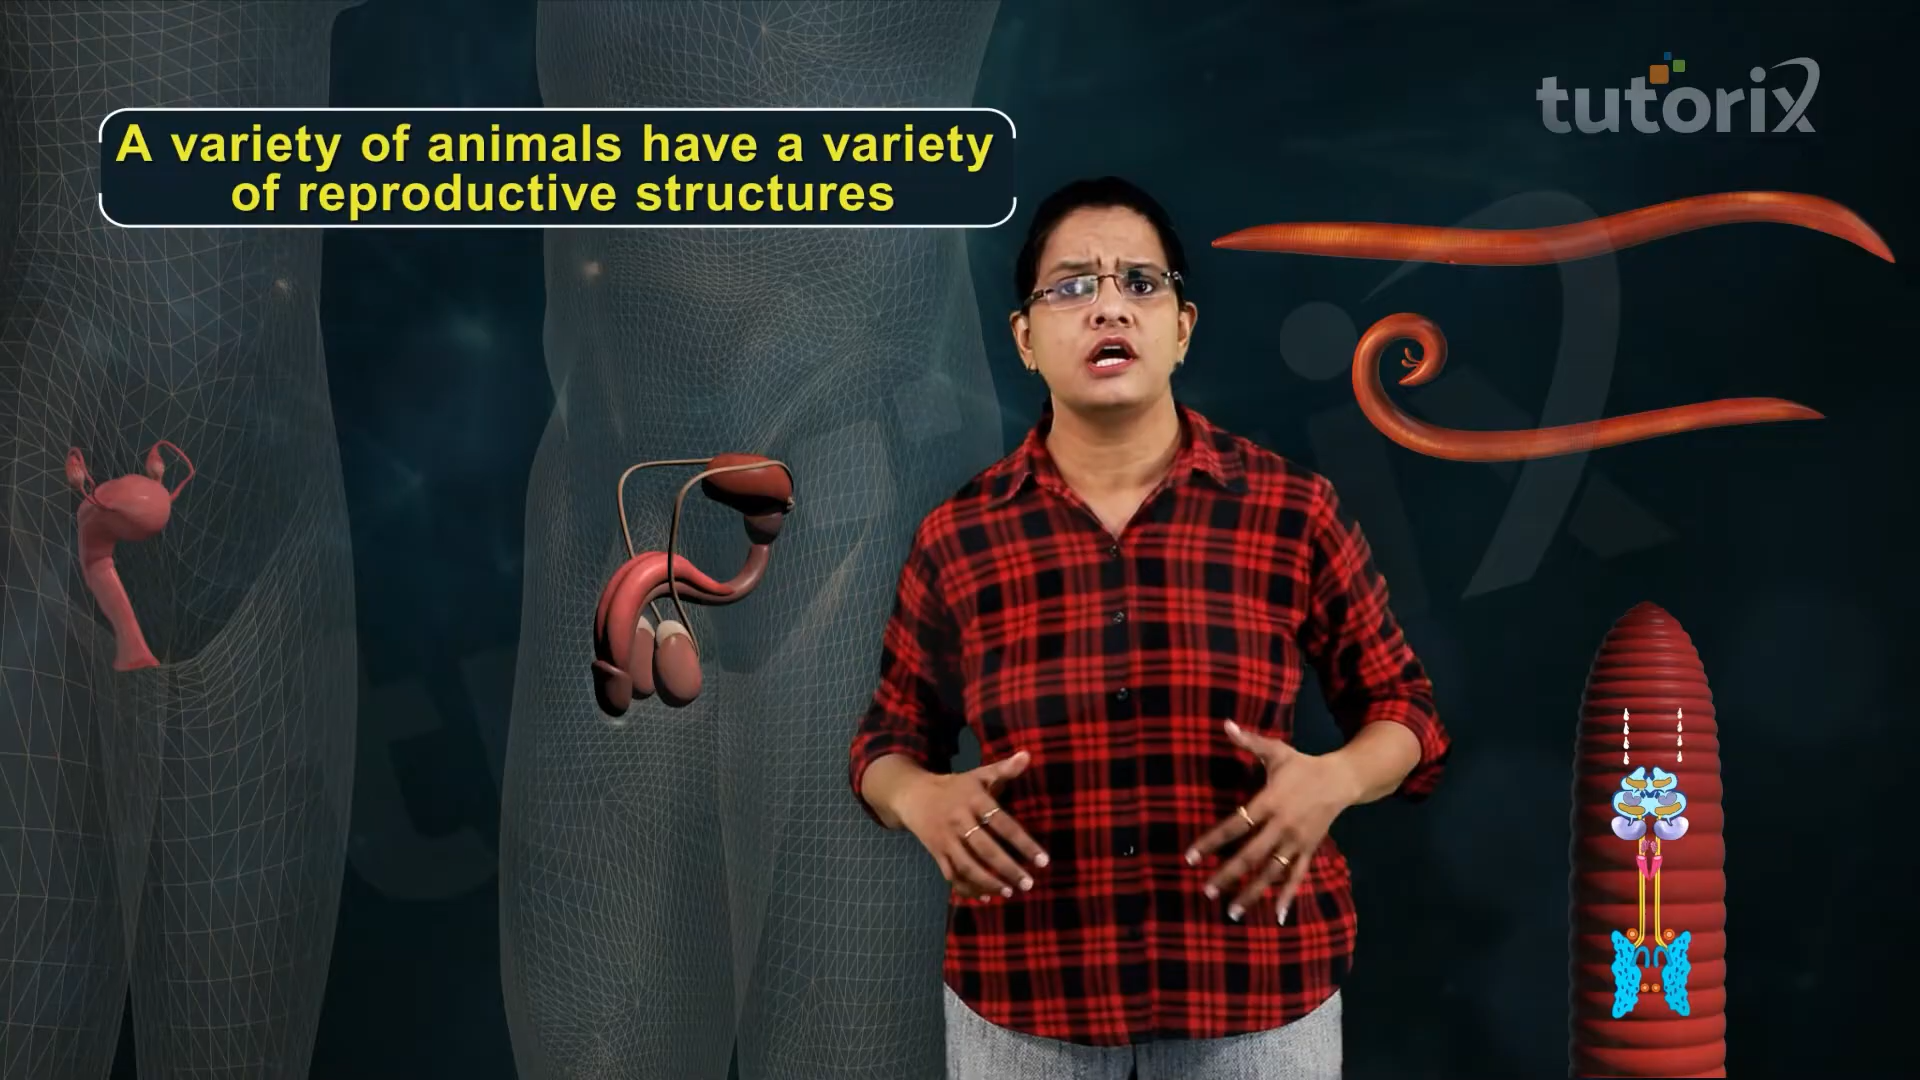 tutorix
A variety of animals have a variety
of reproductive structures